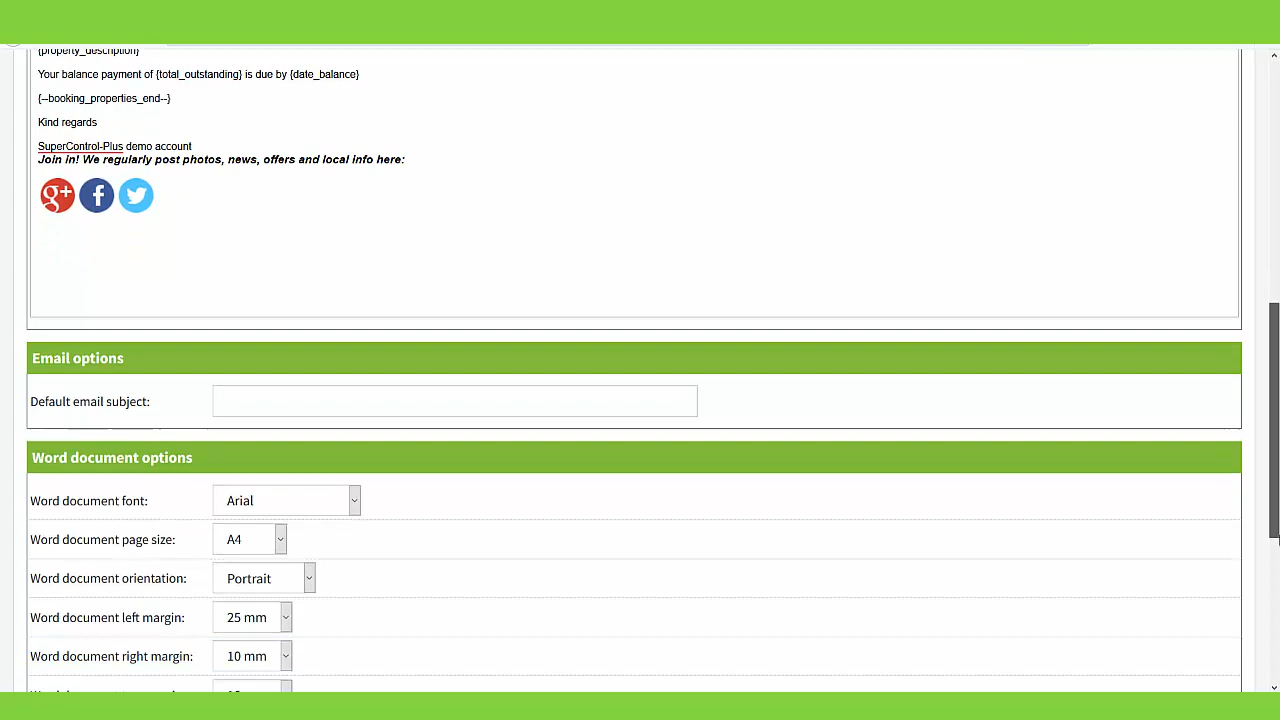 {property_description}
Your balance payment of {total_outstanding} is due by {date_balance}
{--booking_properties_end--}
Kind regards
SuperControl-Plus demo account
Join in! We regularly post photos, news, offers and local info here:
g+ f
Email options
Default email subject:
Word document options
Word document font: Arial
Word document page size: A4
Word document orientation: Portrait
Word document left margin: 25 mm
Word document right margin: 10 mm